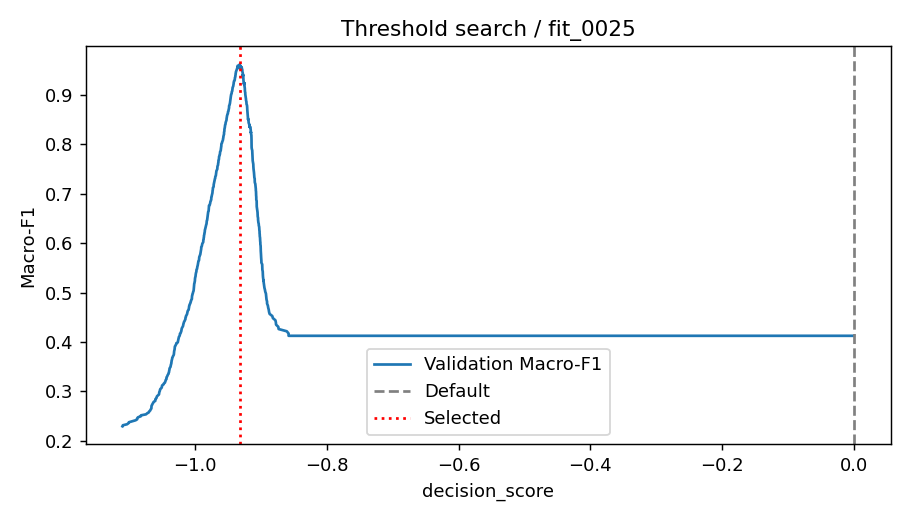 Threshold search / fit_0025
Macro-F1
0.9
0.8
0.7
0.6
0.5
0.4
0.3
0.2
Validation Macro-F1
Default
Selected
−1.0 −0.8 −0.6 −0.4 −0.2 0.0
decision_score